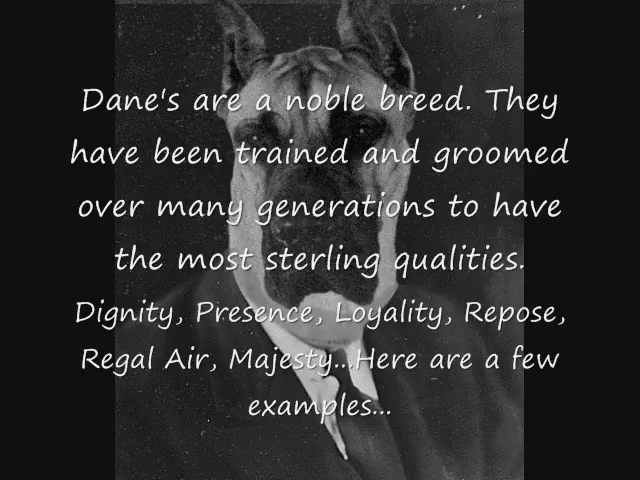 Dane's are a noble breed. They
have been trained and groomed
over many generations to have
the most sterling qualities.
Dignity, Presence, Loyality, Repose,
Regal Air, Majesty...Here are a few
examples...